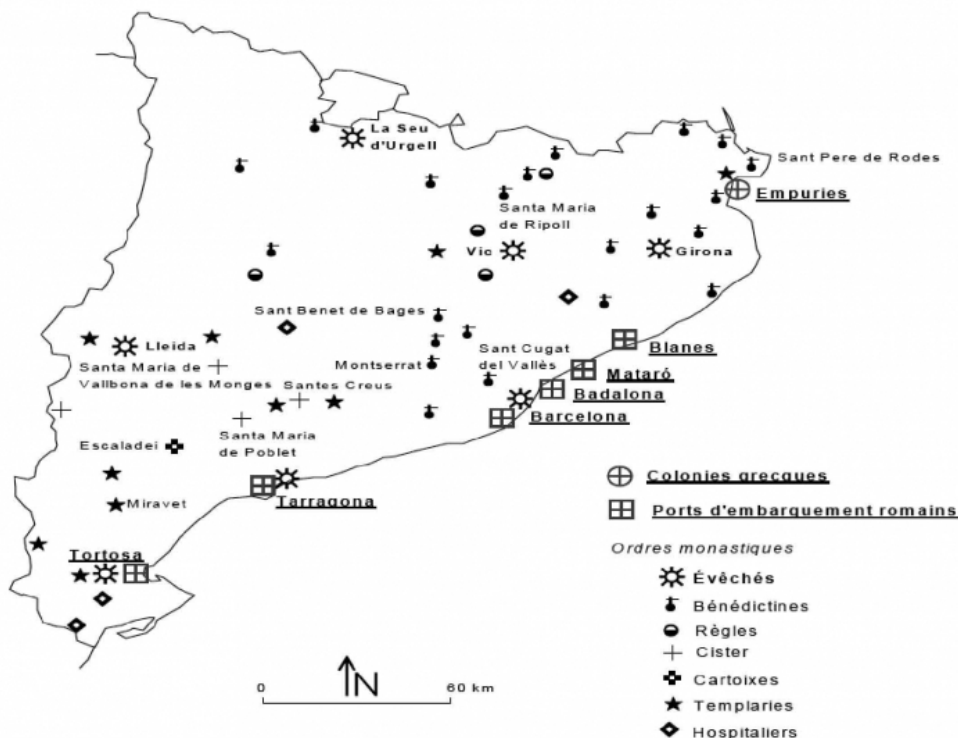 La Seu
d'Urgell
Sant Pere de Rodes
Empuries
Santa Maria
de Ripoll
Vic
Girona
Sant Benet de Bages
Lleida
Montserrat
Sant Cugat
del Vallès
Blanes
Santa Maria de
Vallbona de les Monges
Santes Creus
Mataró
Badalona
Barcelona
Santa Maria
de Poblet
Escaladei
Miravet
Tarragona
Tortosa
Colonies grecques
Ports d'embarquement romains
Ordres monastiques
Évêchés
Bénédictines
Règles
Cister
Cartoixes
Templaries
Hospitaliers
N
0 60 km